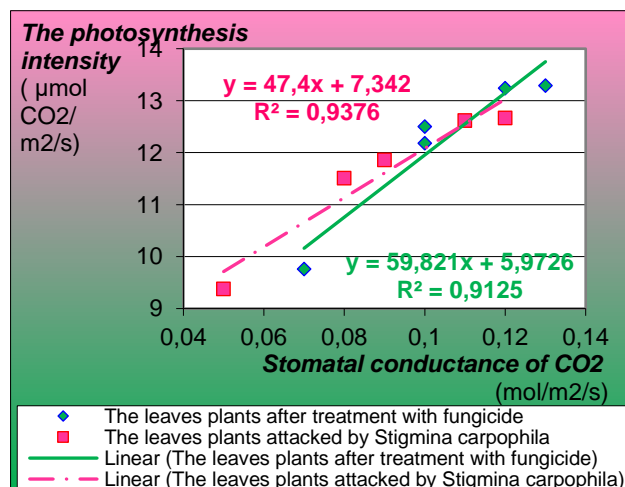 The photosynthesis
intensity
( µmol
CO2/
m2/s)
14
13
12
11
10
9
y = 47,4x + 7,342
R² = 0,9376
y = 59,821x + 5,9726
R² = 0,9125
0,04 0,06 0,08 0,1 0,12 0,14
Stomatal conductance of CO2
(mol/m2/s)
The leaves plants after treatment with fungicide
The leaves plants attacked by Stigmina carpophila
Linear (The leaves plants after treatment with fungicide)
Linear (The leaves plants attacked by Stigmina carpophila)